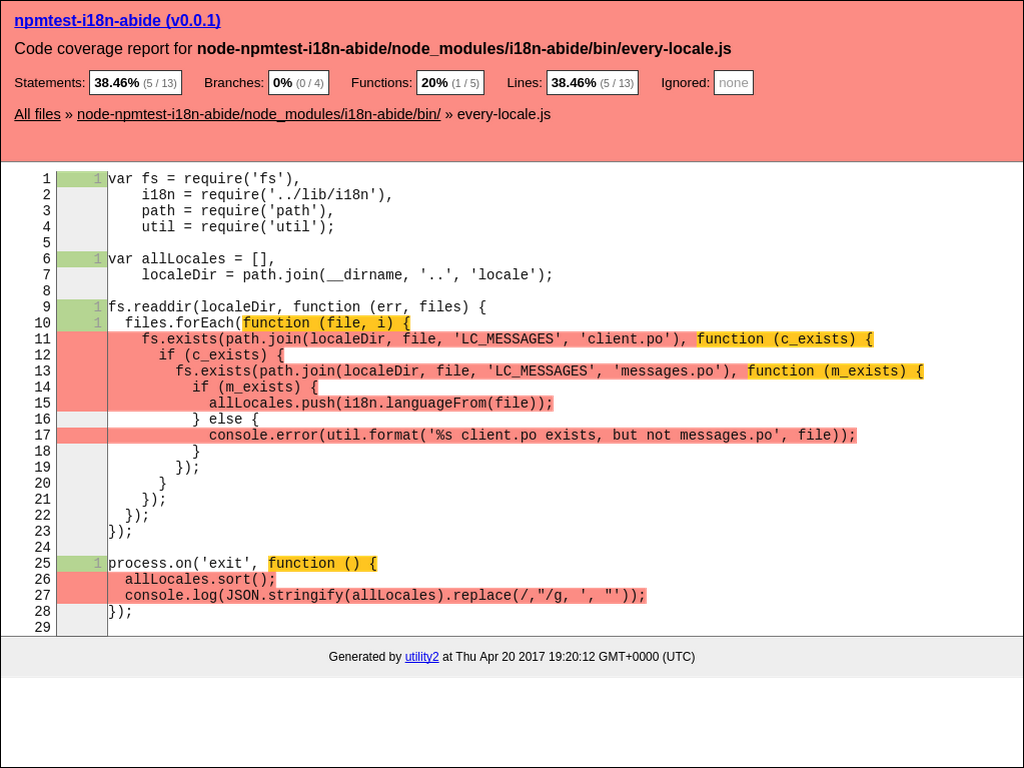 npmtest-i18n-abide (v0.0.1)
Code coverage report for node-npmtest-i18n-abide/node_modules/i18n-abide/bin/every-locale.js
Statements: 38.46% (5 / 13) Branches: 0% (0 / 4) Functions: 20% (1 / 5) Lines: 38.46% (5 / 13) Ignored: none
All files » node-npmtest-i18n-abide/node_modules/i18n-abide/bin/ » every-locale.js
1 1 var fs = require('fs'),
2     i18n = require('../lib/i18n'),
3     path = require('path'),
4     util = require('util');
5
6 1 var allLocales = [],
7     localeDir = path.join(__dirname, '..', 'locale');
8
9 1 fs.readdir(localeDir, function (err, files) {
10 1   files.forEach(function (file, i) {
11     fs.exists(path.join(localeDir, file, 'LC_MESSAGES', 'client.po'), function (c_exists) {
12       if (c_exists) {
13         fs.exists(path.join(localeDir, file, 'LC_MESSAGES', 'messages.po'), function (m_exists) {
14           if (m_exists) {
15             allLocales.push(i18n.languageFrom(file));
16           } else {
17             console.error(util.format('%s client.po exists, but not messages.po', file));
18           }
19         });
20       }
21     });
22   });
23 });
24
25 1 process.on('exit', function () {
26   allLocales.sort();
27   console.log(JSON.stringify(allLocales).replace(/,"/g, ', "'));
28 });
29
Generated by utility2 at Thu Apr 20 2017 19:20:12 GMT+0000 (UTC)